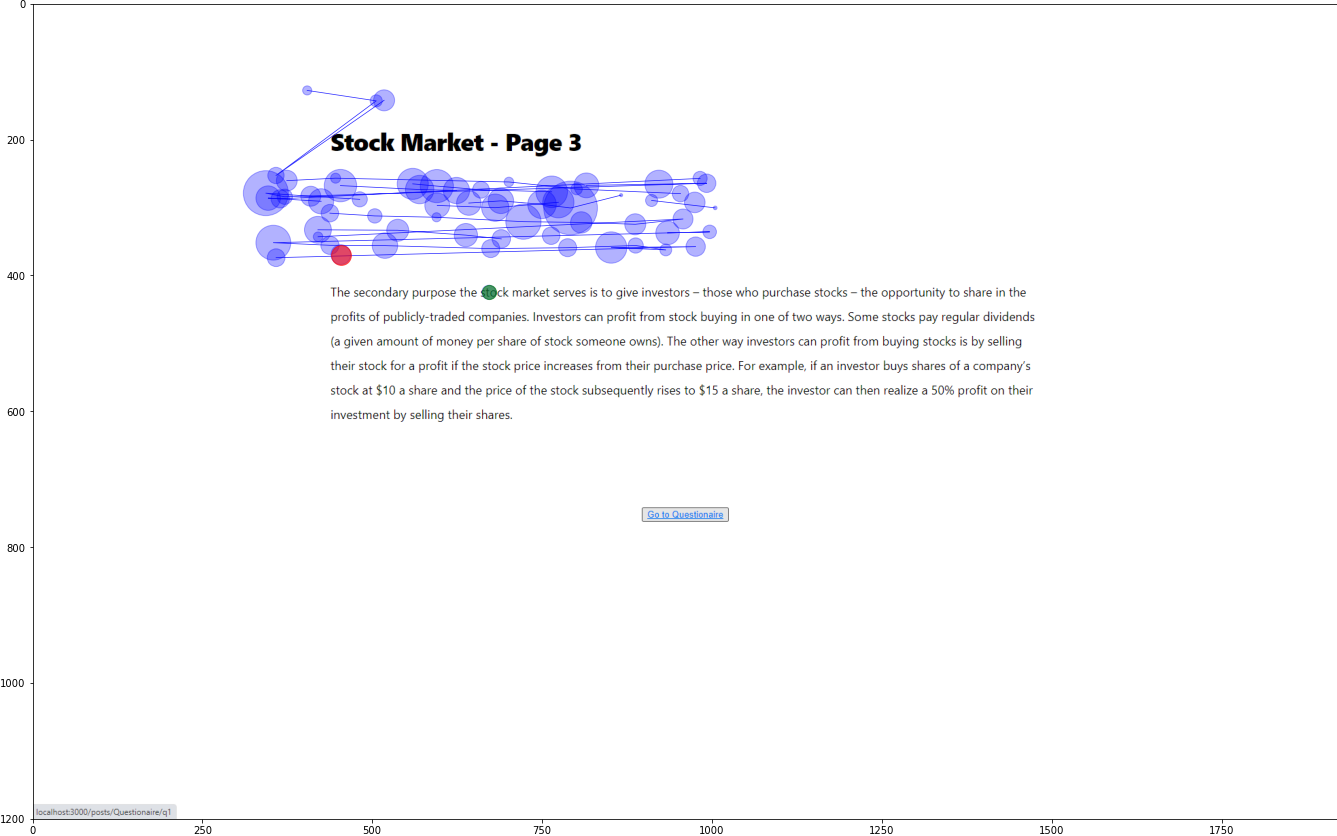 0
200
Stock Market - Page 3
400
The secondary purpose the stock market serves is to give investors – those who purchase stocks – the opportunity to share in the
profits of publicly-traded companies. Investors can profit from stock buying in one of two ways. Some stocks pay regular dividends
(a given amount of money per share of stock someone owns). The other way investors can profit from buying stocks is by selling
their stock for a profit if the stock price increases from their purchase price. For example, if an investor buys shares of a company's
stock at $10 a share and the price of the stock subsequently rises to $15 a share, the investor can then realize a 50% profit on their
600
investment by selling their shares.
Go to Questionaire
800
1000
localhost:3000/posts/Questionaire/q1
1200
0 250 500 750 1000 1250 1500 1750